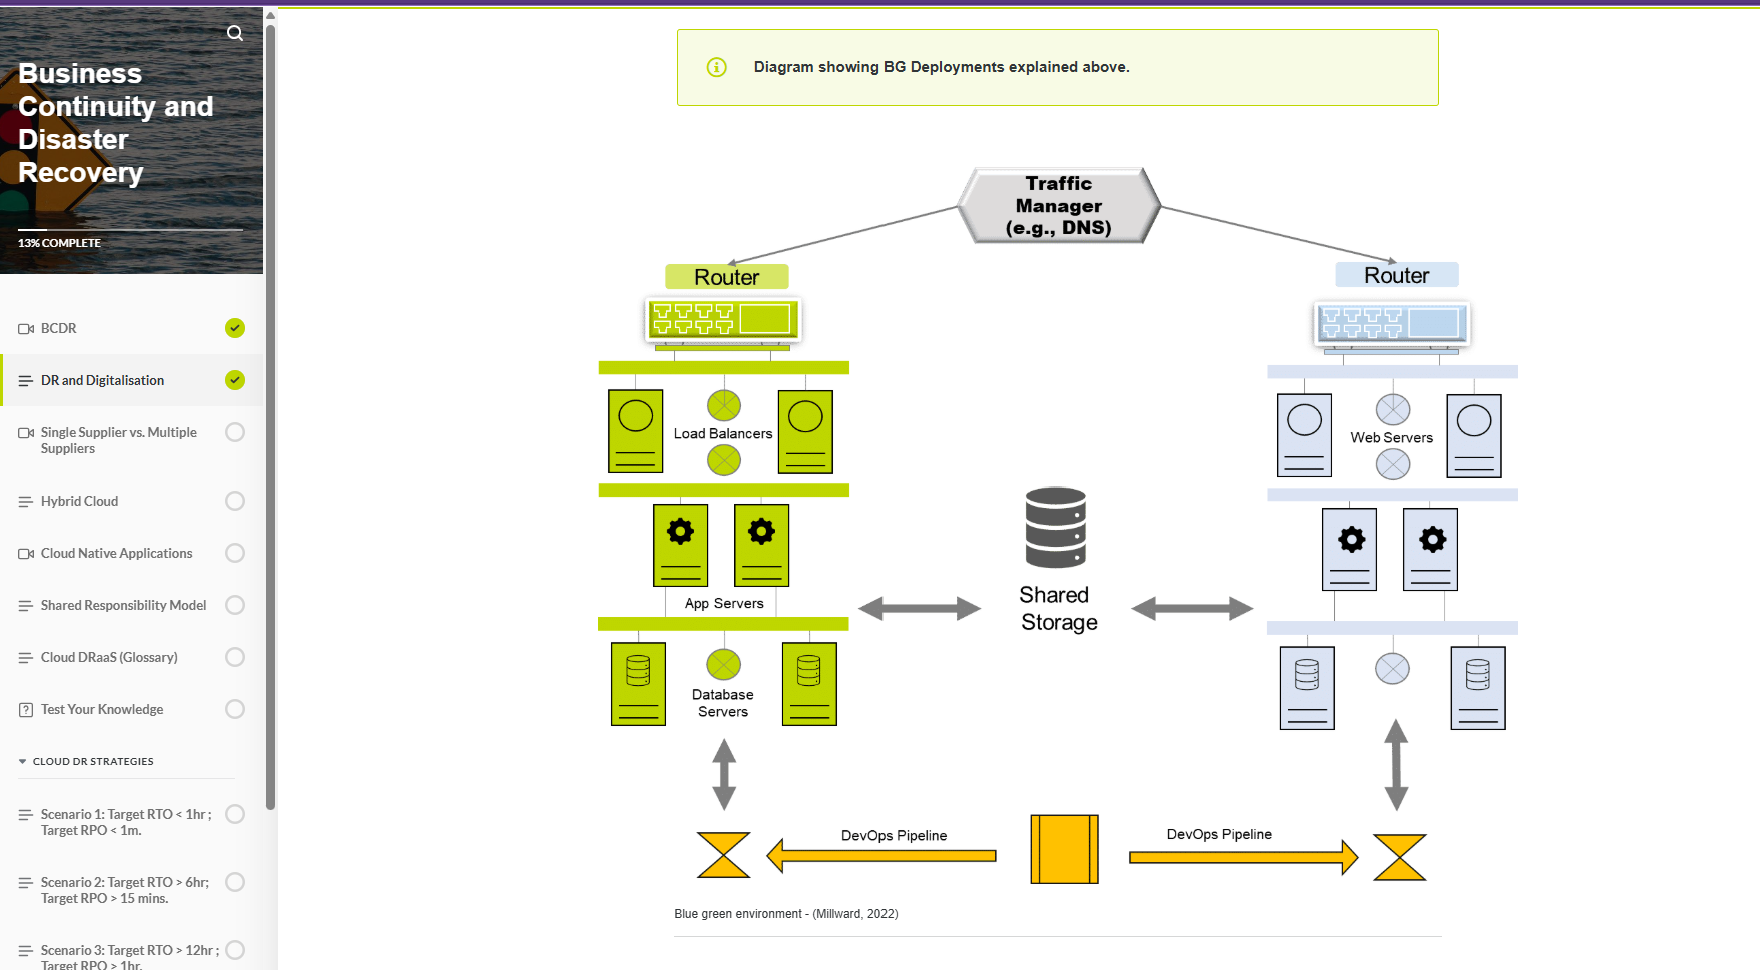 Business
Continuity and
Disaster
Recovery
13% COMPLETE
BCDR
DR and Digitalisation
Single Supplier vs. Multiple
Suppliers
Hybrid Cloud
Cloud Native Applications
Shared Responsibility Model
Cloud DRaaS (Glossary)
Test Your Knowledge
CLOUD DR STRATEGIES
Scenario 1: Target RTO < 1hr ;
Target RPO < 1m.
Scenario 2: Target RTO > 6hr;
Target RPO > 15 mins.
Scenario 3: Target RTO > 12hr ;
Target RPO > 1hr.
Diagram showing BG Deployments explained above.
Traffic
Manager
(e.g., DNS)
Router
Router
Load Balancers
Web Servers
App Servers
Shared
Storage
Database
Servers
DevOps Pipeline
DevOps Pipeline
Blue green environment - (Millward, 2022)